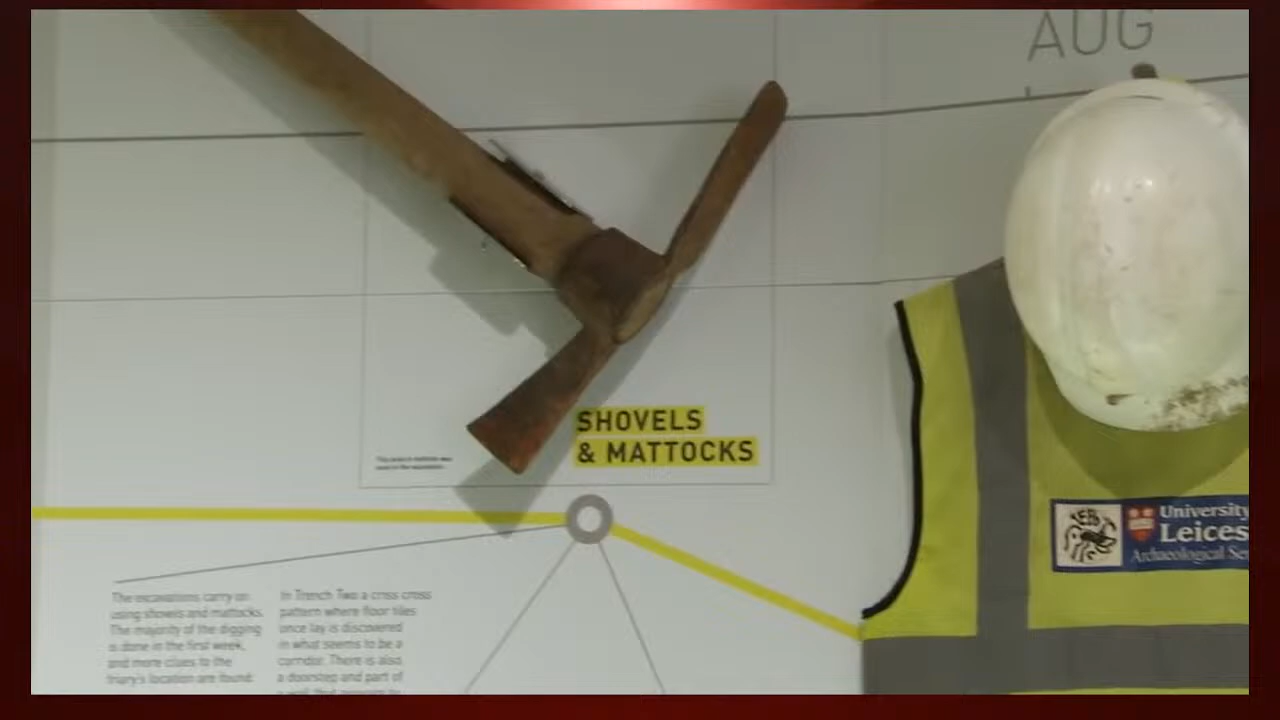 AUG
SHOVELS
& MATTOCKS
University
Leices
Archaeological Ser
The excavations carry on
using shovels and mattocks.
The majority of the digging
is done in the first week,
and more clues to the
friary's location are found.
In Trench Two a criss cross
pattern where floor tiles
once lay is discovered
in what seems to be a
corridor. There is also
a doorstep and part of
a wall that